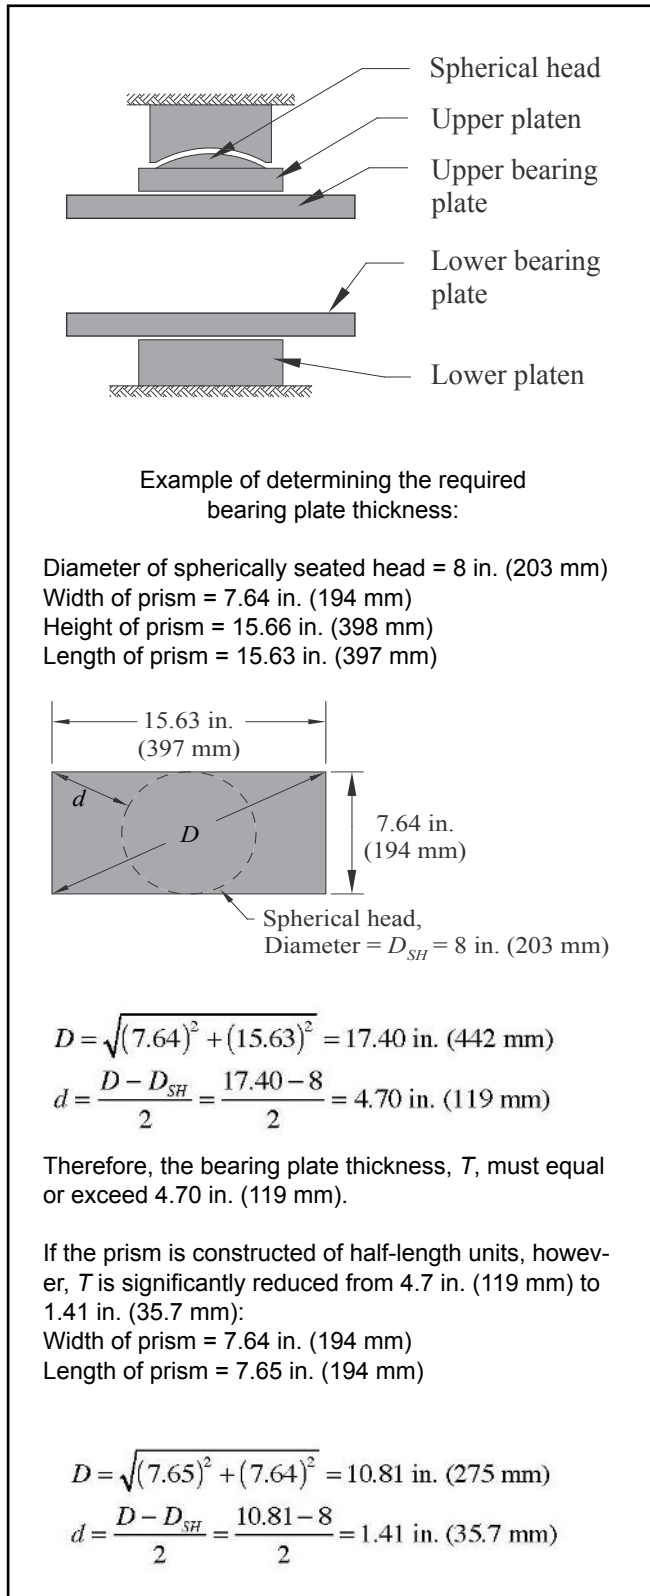 Spherical head
Upper platen
Upper bearing
plate
Lower bearing
plate
Lower platen
Example of determining the required
bearing plate thickness:
Diameter of spherically seated head = 8 in. (203 mm)
Width of prism = 7.64 in. (194 mm)
Height of prism = 15.66 in. (398 mm)
Length of prism = 15.63 in. (397 mm)
15.63 in.
(397 mm)
d
D
7.64 in.
(194 mm)
Spherical head,
Diameter = D_SH = 8 in. (203 mm)
D = √((7.64)² + (15.63)²) = 17.40 in. (442 mm)
d = (D − D_SH)/2 = (17.40 − 8)/2 = 4.70 in. (119 mm)
Therefore, the bearing plate thickness, T, must equal
or exceed 4.70 in. (119 mm).
If the prism is constructed of half-length units, howev-
er, T is significantly reduced from 4.7 in. (119 mm) to
1.41 in. (35.7 mm):
Width of prism = 7.64 in. (194 mm)
Length of prism = 7.65 in. (194 mm)
D = √((7.65)² + (7.64)²) = 10.81 in. (275 mm)
d = (D − D_SH)/2 = (10.81 − 8)/2 = 1.41 in. (35.7 mm)